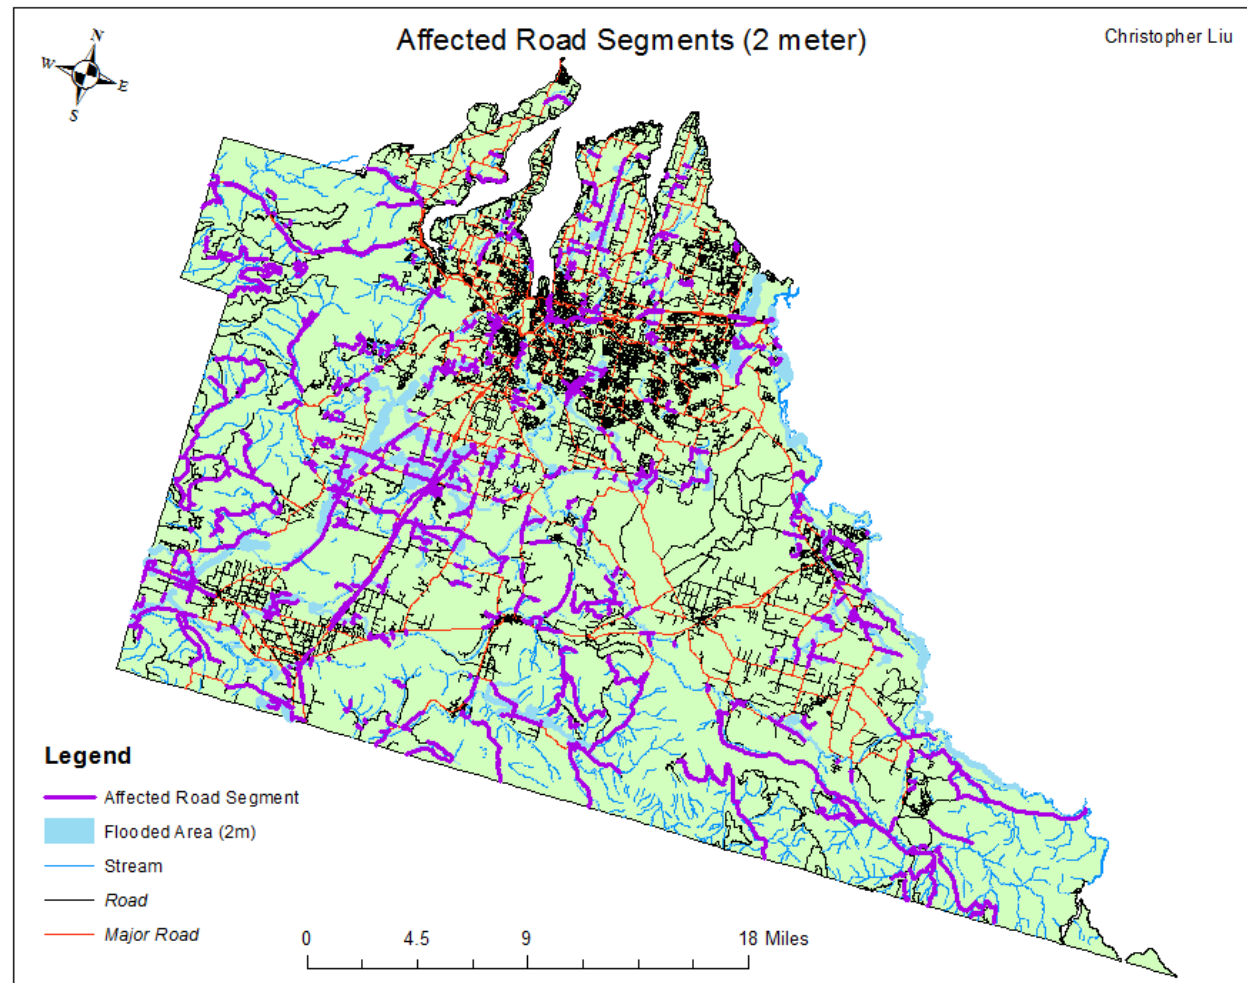 Affected Road Segments (2 meter)
Christopher Liu
N
W
E
S
Legend
Affected Road Segment
Flooded Area (2m)
Stream
Road
Major Road
0 4.5 9 18 Miles